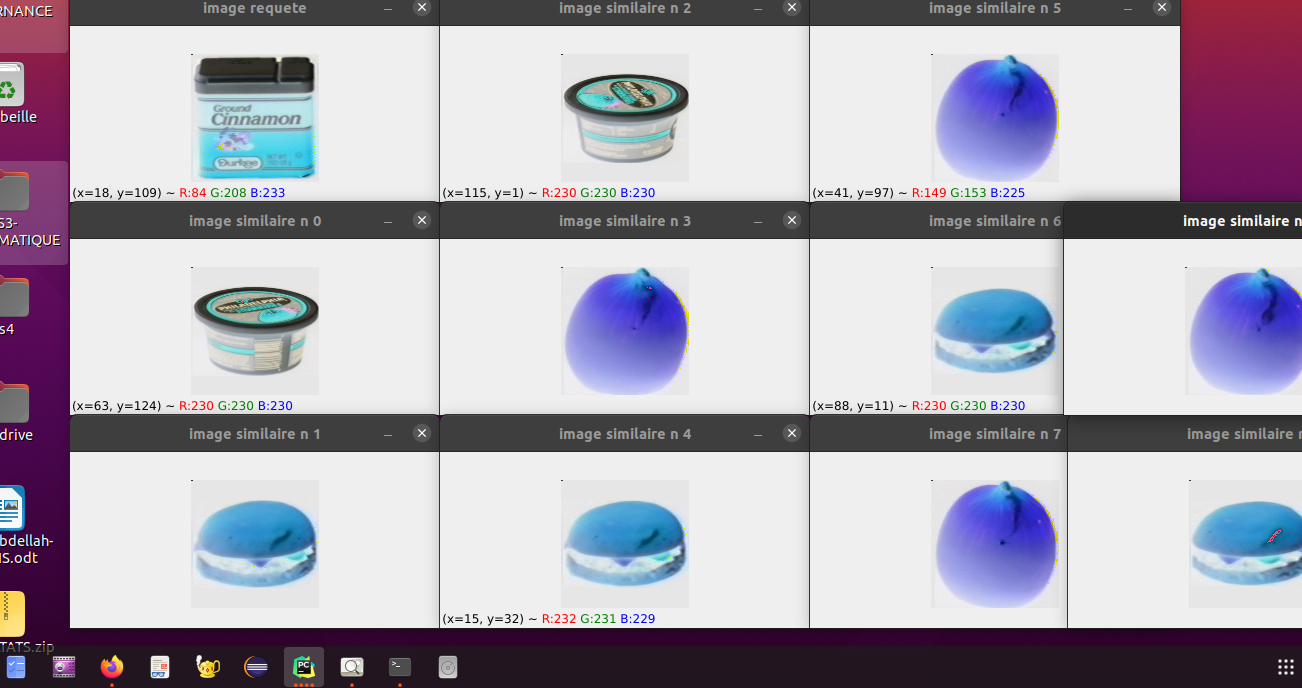 RNANCE
image requete
image similaire n 2
image similaire n 5
Ground
Cinnamon
Durkee
beille
(x=18, y=109) ~ R:84 G:208 B:233
(x=115, y=1) ~ R:230 G:230 B:230
(x=41, y=97) ~ R:149 G:153 B:225
S3-
MATIQUE
image similaire n 0
image similaire n 3
image similaire n 6
image similaire n
PHILADELPHIA
s4
(x=63, y=124) ~ R:230 G:230 B:230
(x=88, y=11) ~ R:230 G:230 B:230
drive
image similaire n 1
image similaire n 4
image similaire n 7
image similaire n
bdellah-
IS.odt
(x=15, y=32) ~ R:232 G:231 B:229
TATS.zip
PC
>_